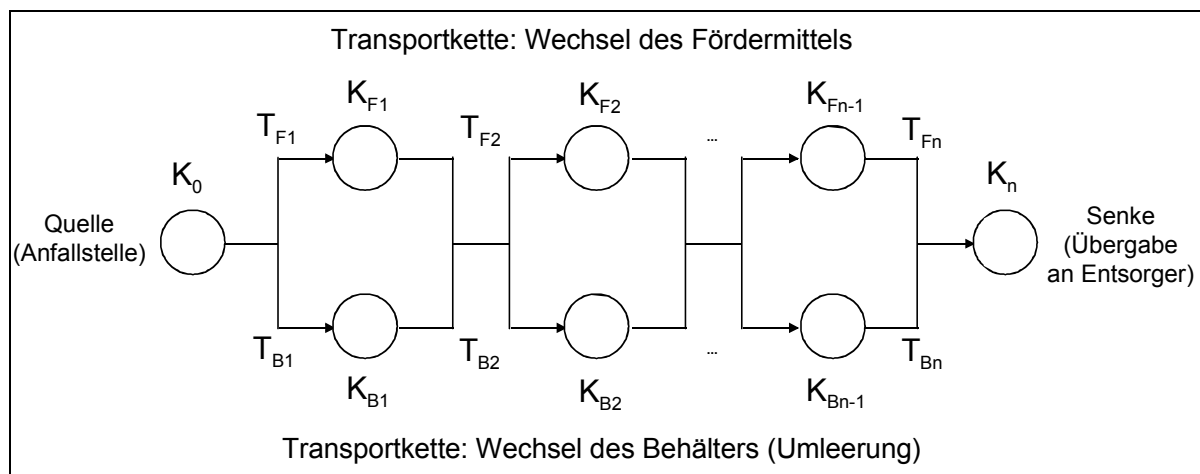 Transportkette: Wechsel des Fördermittels
K_F1 K_F2 K_Fn-1
T_F1 T_F2 ... T_Fn
K_0 K_n
Quelle
(Anfallstelle)
Senke
(Übergabe
an Entsorger)
T_B1 T_B2 ... T_Bn
K_B1 K_B2 K_Bn-1
Transportkette: Wechsel des Behälters (Umleerung)